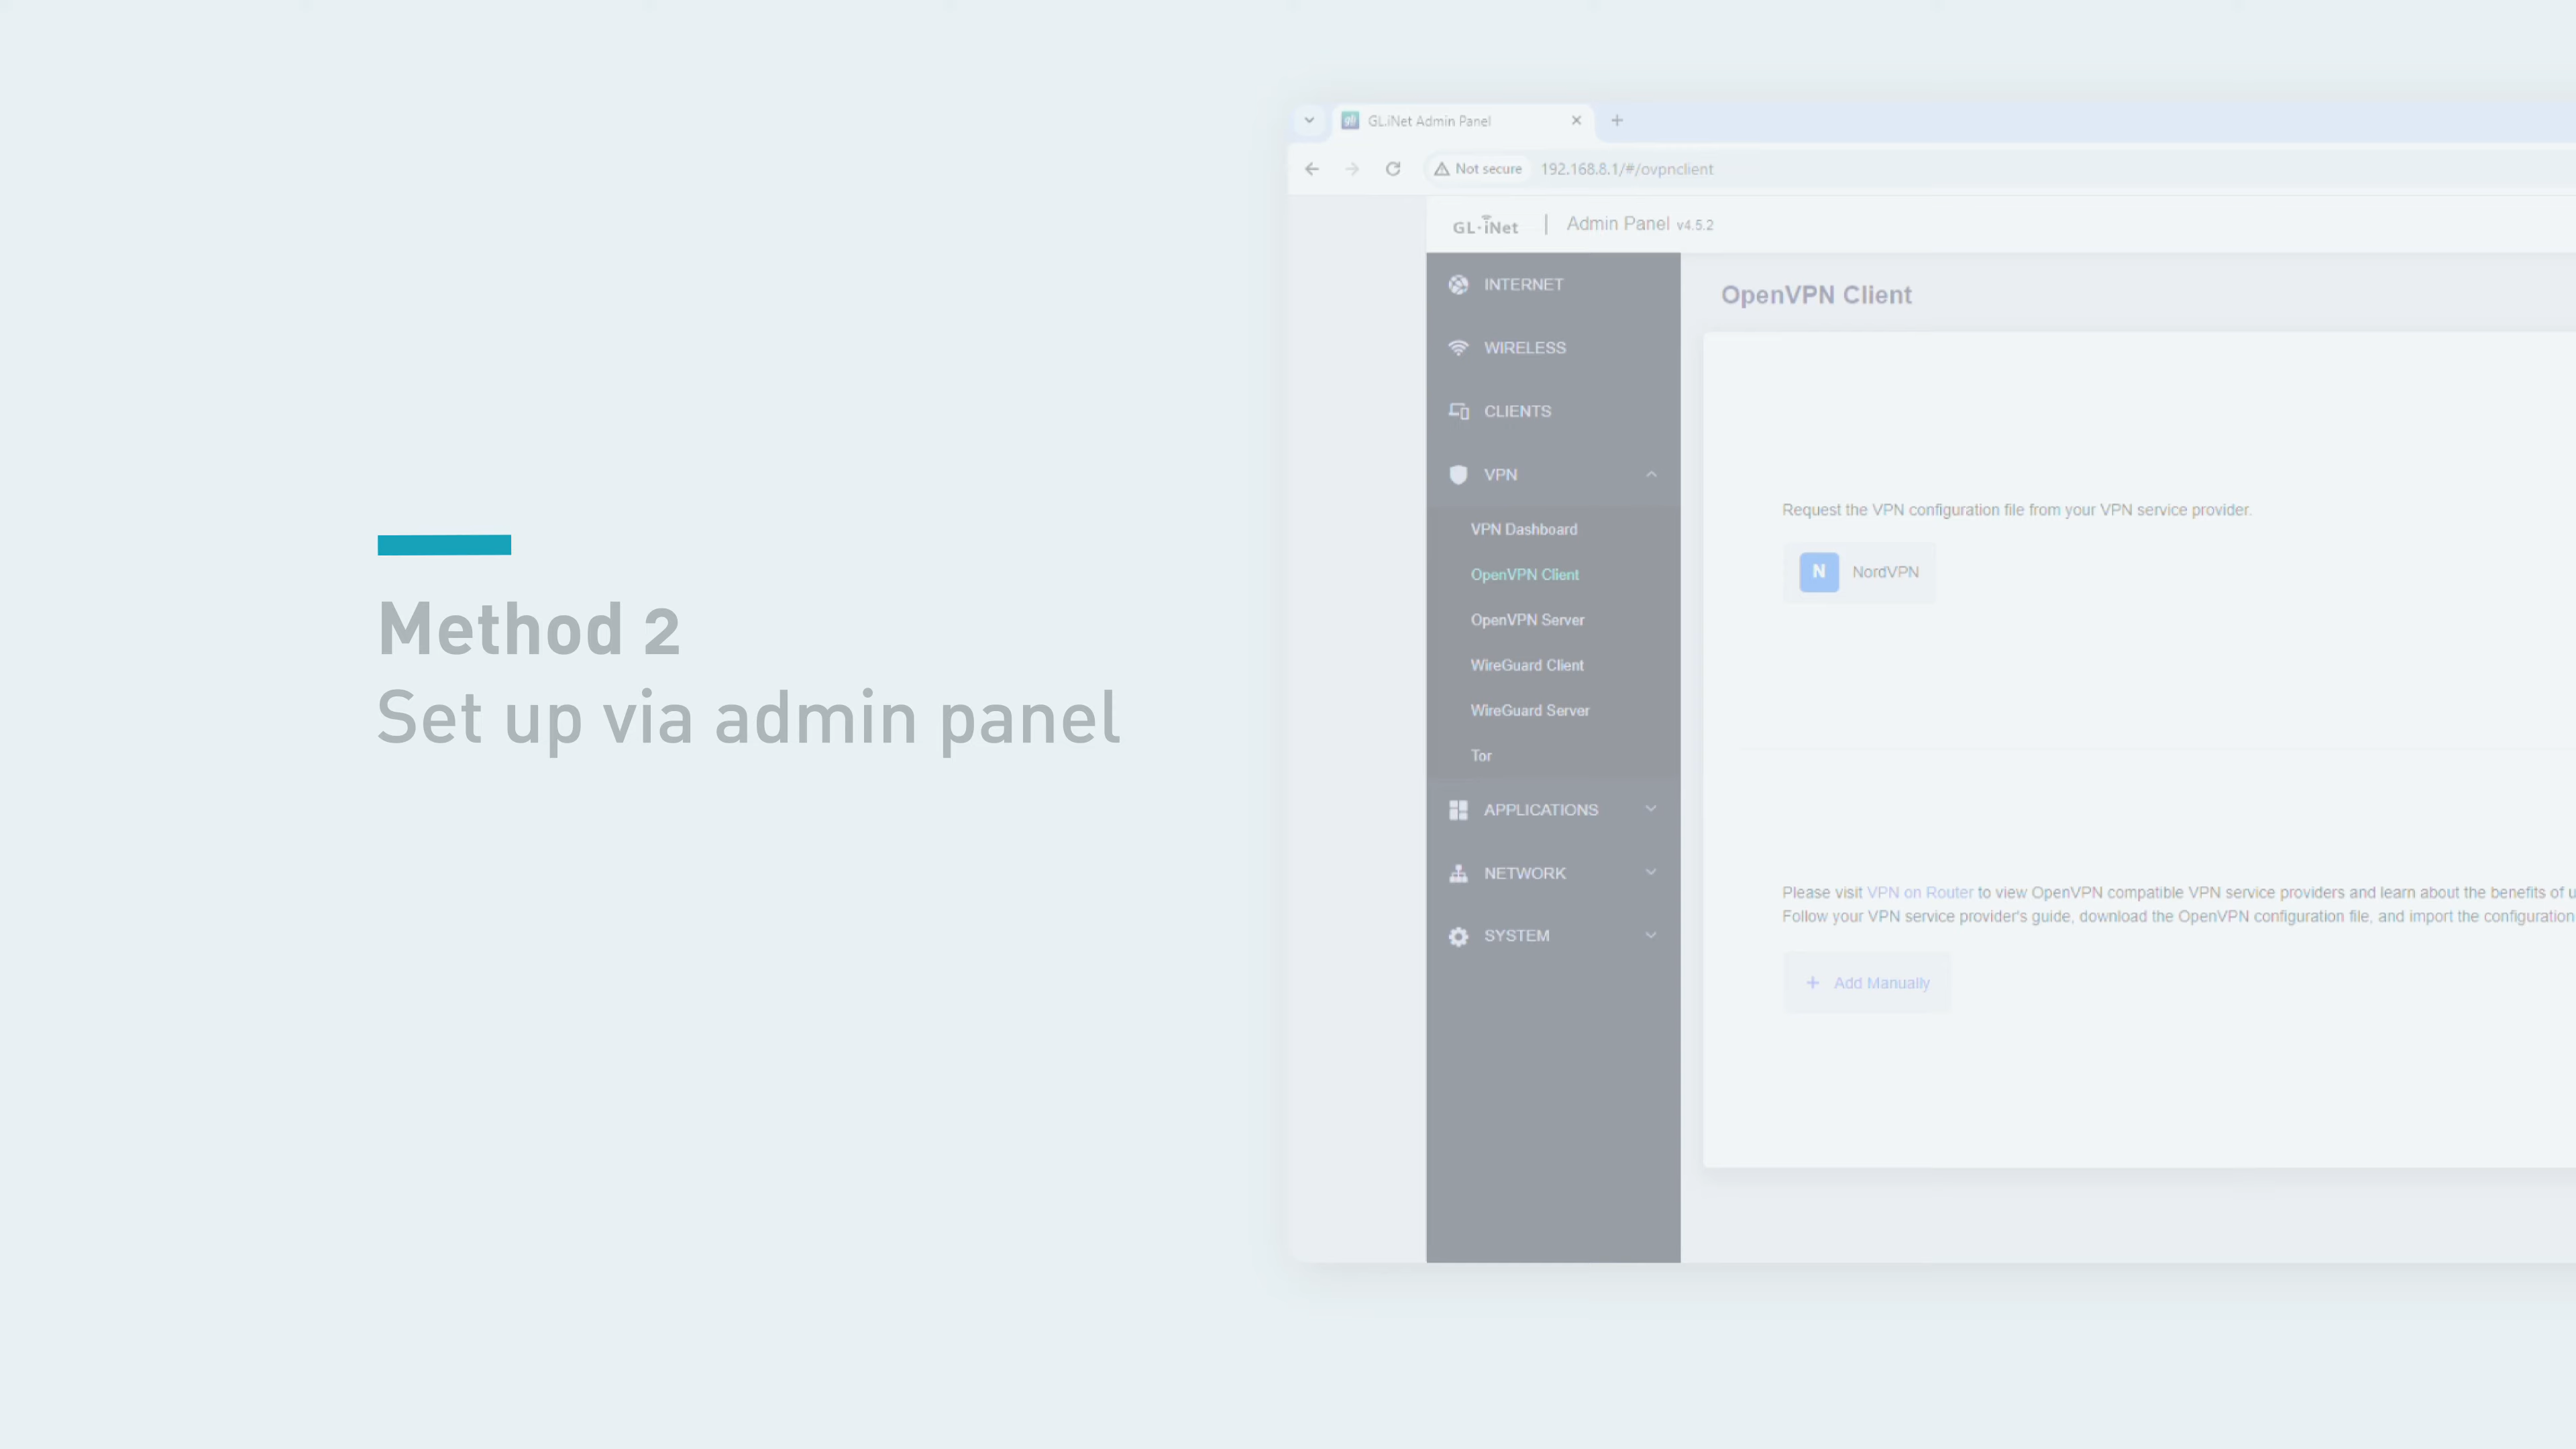 Method 2
Set up via admin panel
GL.iNet Admin Panel
Not secure 192.168.8.1/#/ovpnclient
GL·iNet | Admin Panel v4.5.2
INTERNET
WIRELESS
CLIENTS
VPN
VPN Dashboard
OpenVPN Client
OpenVPN Server
WireGuard Client
WireGuard Server
Tor
APPLICATIONS
NETWORK
SYSTEM
OpenVPN Client
Request the VPN configuration file from your VPN service provider.
N NordVPN
Please visit VPN on Router to view OpenVPN compatible VPN service providers and learn about the benefits of
Follow your VPN service provider's guide, download the OpenVPN configuration file, and import the configuration
+ Add Manually